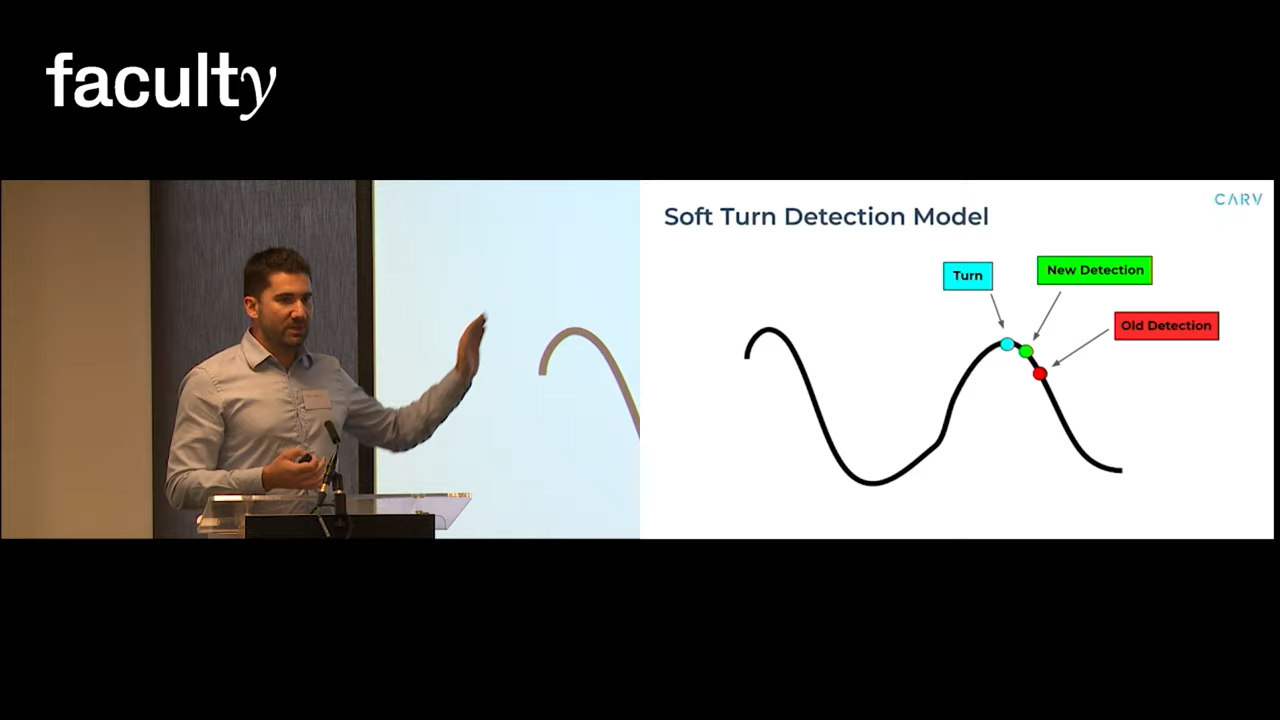 faculty
CARV
Soft Turn Detection Model
Turn
New Detection
Old Detection